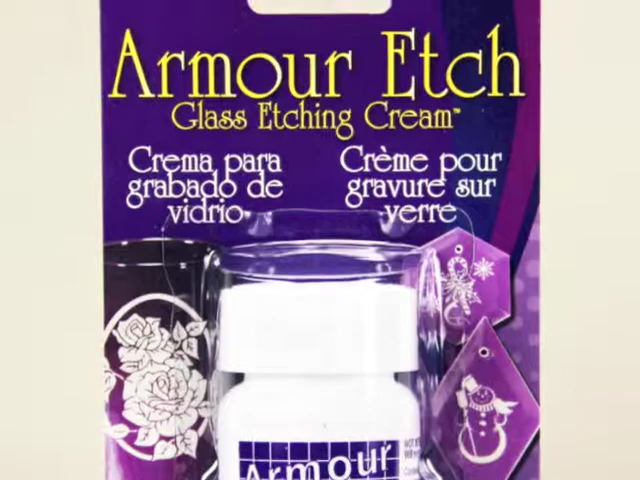 Armour Etch
Glass Etching Cream™
Crema para
grabado de
vidrio
Crème pour
gravure sur
verre
Armour